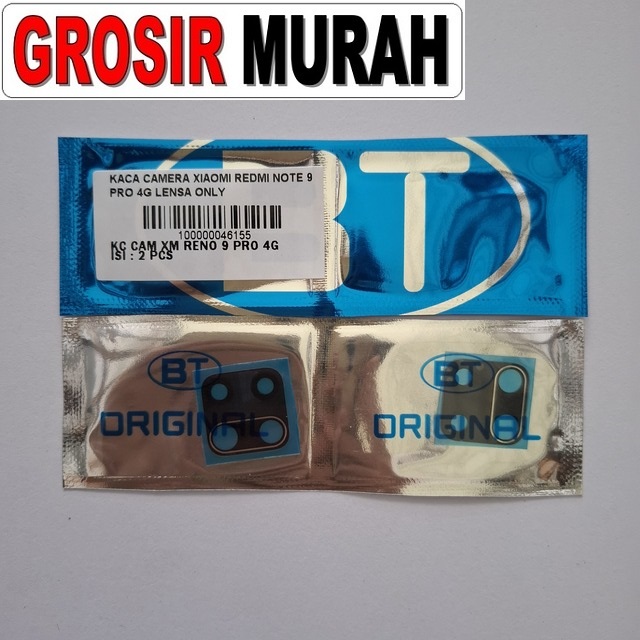 GROSIR MURAH
BT
KACA CAMERA XIAOMI REDMI NOTE 9
PRO 4G LENSA ONLY
100000046155
KC CAM XM RENO 9 PRO 4G
ISI : 2 PCS
BT
ORIGINAL
BT
ORIGINAL